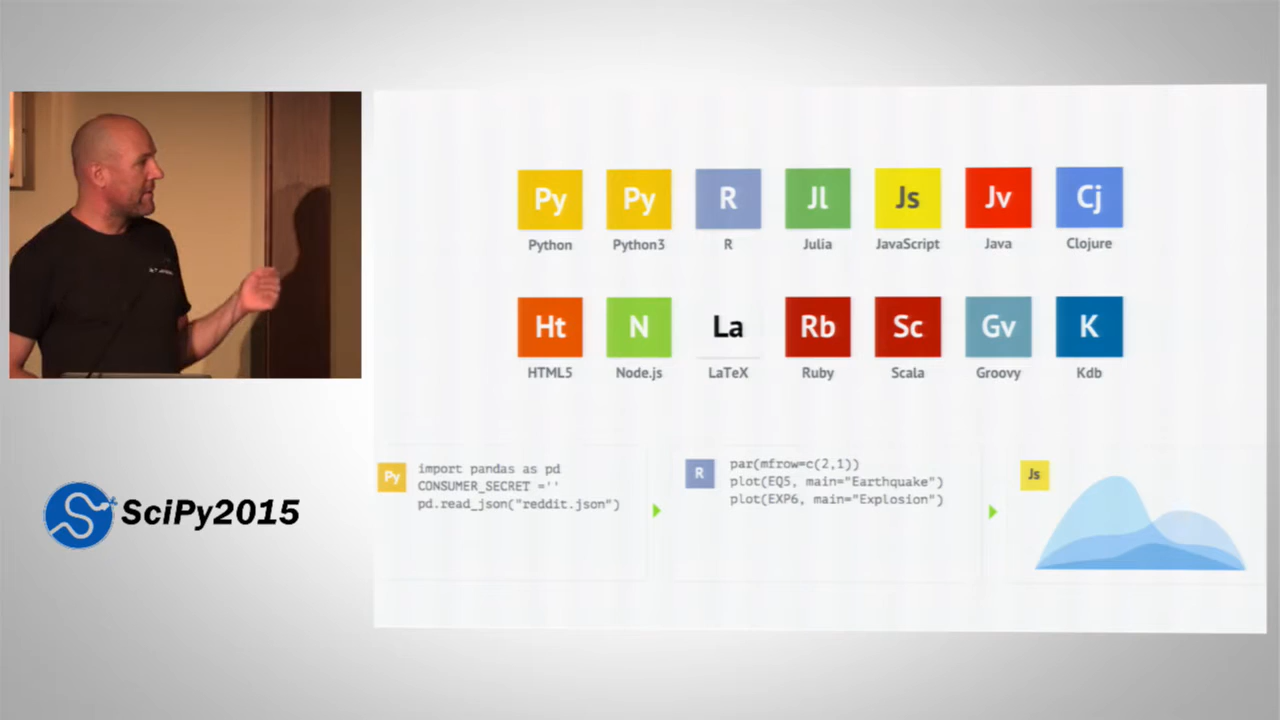 Py Py R Jl Js Jv Cj
Python Python3 R Julia JavaScript Java Clojure
Ht N La Rb Sc Gv K
HTML5 Node.js LaTeX Ruby Scala Groovy Kdb
Py
import pandas as pd
CONSUMER_SECRET =''
pd.read_json("reddit.json")
R
par(mfrow=c(2,1))
plot(EQ5, main="Earthquake")
plot(EXP6, main="Explosion")
Js
SciPy2015